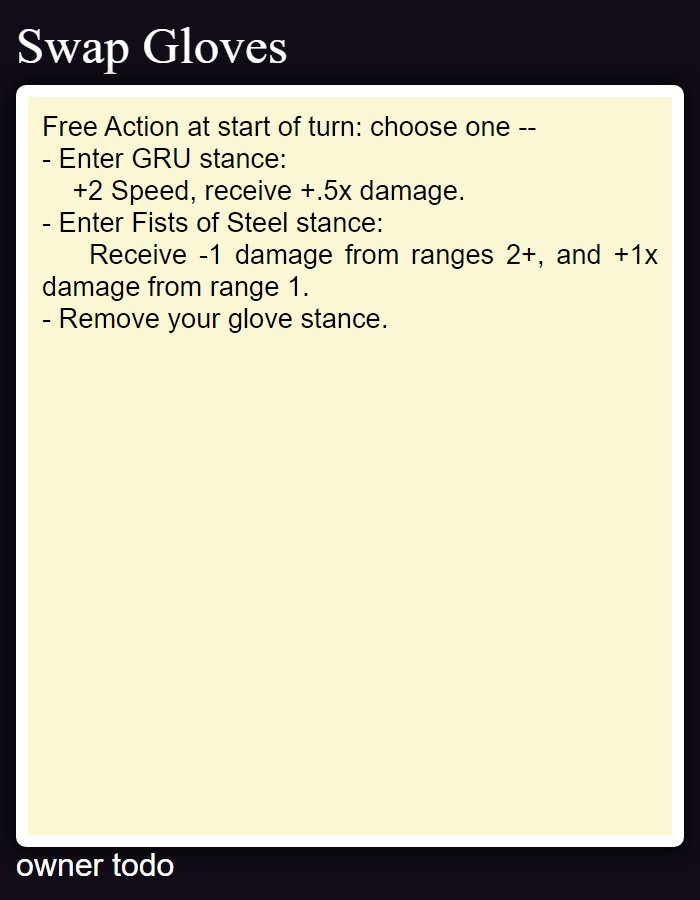 Swap Gloves
Free Action at start of turn: choose one --
- Enter GRU stance:
+2 Speed, receive +.5x damage.
- Enter Fists of Steel stance:
Receive -1 damage from ranges 2+, and +1x
damage from range 1.
- Remove your glove stance.
owner todo